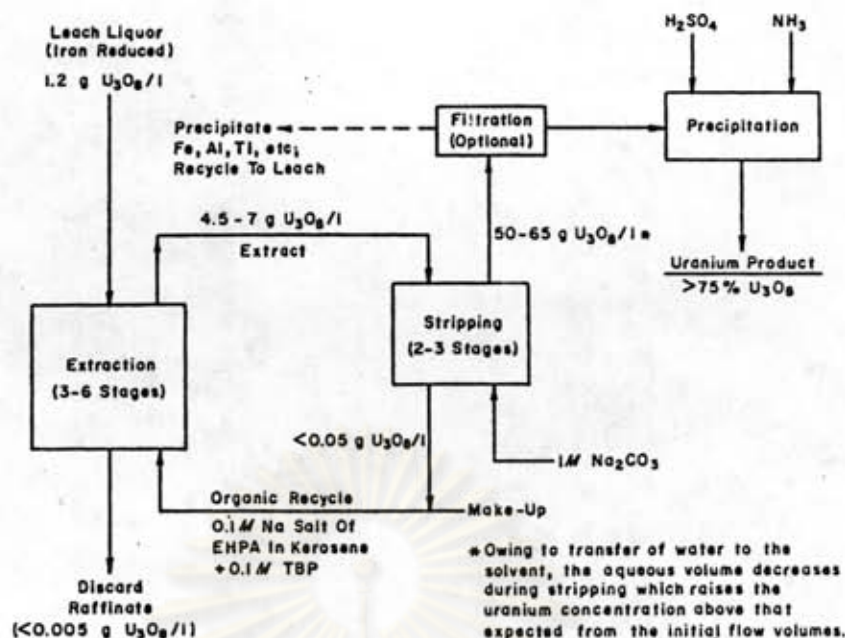 Leach Liquor
(Iron Reduced)
1.2 g U₃O₈/l
H₂SO₄
NH₃
Filtration
(Optional)
Precipitation
Precipitate
Fe, Al, Ti, etc;
Recycle To Leach
4.5-7 g U₃O₈/l
Extract
50-65 g U₃O₈/l *
Uranium Product
>75% U₃O₈
Extraction
(3-6 Stages)
Stripping
(2-3 Stages)
<0.05 g U₃O₈/l
1M Na₂CO₃
Organic Recycle
Make-Up
0.1M Na Salt Of
EHPA In Kerosene
+0.1M TBP
Discard
Raffinate
(<0.005 g U₃O₈/l)
*Owing to transfer of water to the
solvent, the aqueous volume decreases
during stripping which raises the
uranium concentration above that
expected from the initial flow volumes.